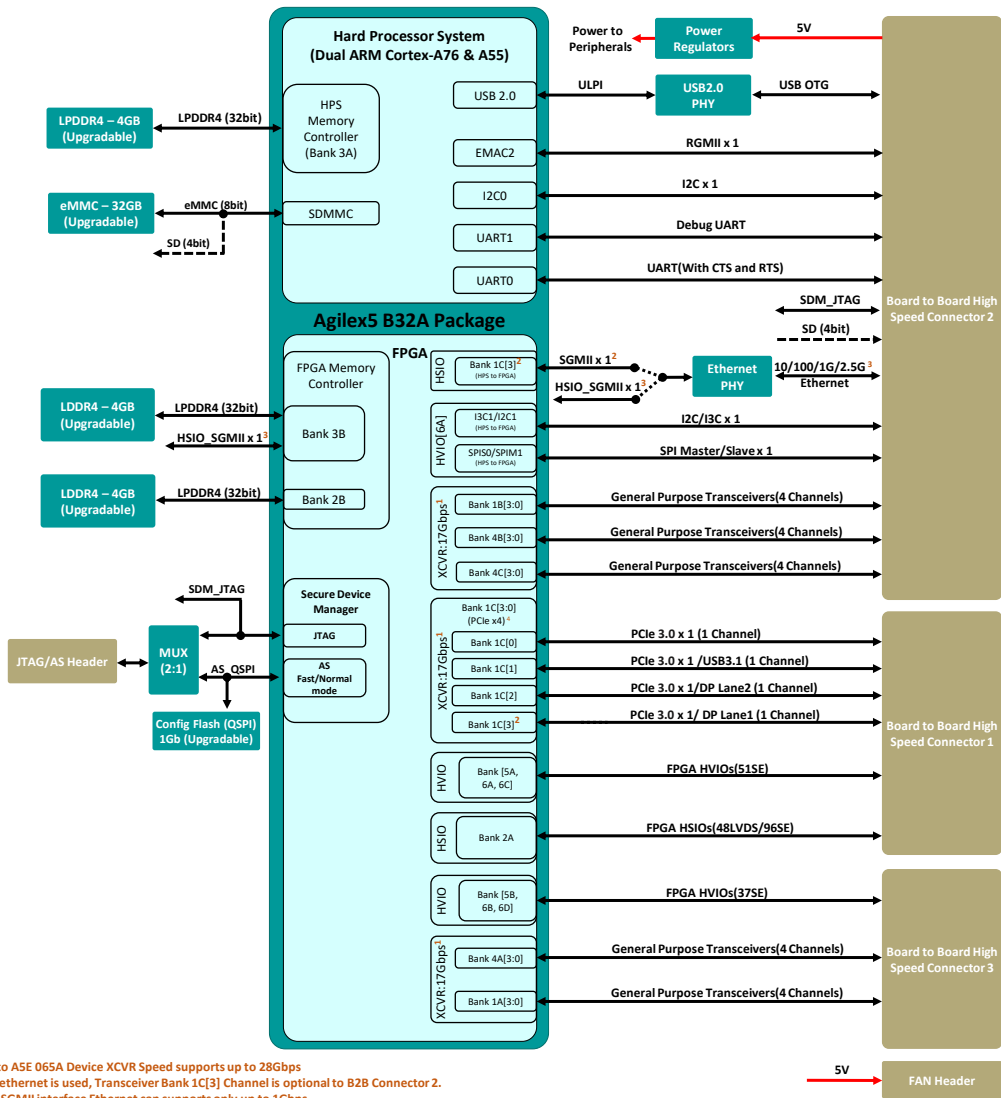 Hard Processor System
(Dual ARM Cortex-A76 & A55)
Power to
Peripherals
Power
Regulators
5V
USB 2.0
ULPI
USB2.0
PHY
USB OTG
HPS
Memory
Controller
(Bank 3A)
LPDDR4 – 4GB
(Upgradable)
LPDDR4 (32bit)
EMAC2
RGMII x 1
I2C0
I2C x 1
eMMC – 32GB
(Upgradable)
eMMC (8bit)
SDMMC
SD (4bit)
UART1
Debug UART
UART0
UART(With CTS and RTS)
SDM_JTAG
SD (4bit)
Board to Board High
Speed Connector 2
Agilex5 B32A Package
FPGA
FPGA Memory
Controller
HSIO
Bank 1C[3]2
(HPS to FPGA)
SGMII x 12
HSIO_SGMII x 13
Ethernet
PHY
10/100/1G/2.5G 3
Ethernet
LDDR4 – 4GB
(Upgradable)
LPDDR4 (32bit)
HSIO_SGMII x 13
Bank 3B
HVIO[6A]
I3C1/I2C1
(HPS to FPGA)
I2C/I3C x 1
SPIS0/SPIM1
(HPS to FPGA)
SPI Master/Slave x 1
LDDR4 – 4GB
(Upgradable)
LPDDR4 (32bit)
Bank 2B
XCVR:17Gbps1
Bank 1B[3:0]
General Purpose Transceivers(4 Channels)
Bank 4B[3:0]
General Purpose Transceivers(4 Channels)
Bank 4C[3:0]
General Purpose Transceivers(4 Channels)
SDM_JTAG
Secure Device
Manager
JTAG
AS
Fast/Normal
mode
JTAG/AS Header
MUX
(2:1)
AS_QSPI
Config Flash (QSPI)
1Gb (Upgradable)
XCVR:17Gbps1
Bank 1C[3:0]
(PCIe x4) 4
Bank 1C[0]
PCIe 3.0 x 1 (1 Channel)
Bank 1C[1]
PCIe 3.0 x 1 /USB3.1 (1 Channel)
Bank 1C[2]
PCIe 3.0 x 1/DP Lane2 (1 Channel)
Bank 1C[3]2
PCIe 3.0 x 1/ DP Lane1 (1 Channel)
Board to Board High
Speed Connector 1
HVIO
Bank [5A,
6A, 6C]
FPGA HVIOs(51SE)
HSIO
Bank 2A
FPGA HSIOs(48LVDS/96SE)
HVIO
Bank [5B,
6B, 6D]
FPGA HVIOs(37SE)
XCVR:17Gbps1
Bank 4A[3:0]
General Purpose Transceivers(4 Channels)
Bank 1A[3:0]
General Purpose Transceivers(4 Channels)
Board to Board High
Speed Connector 3
to A5E 065A Device XCVR Speed supports up to 28Gbps
ethernet is used, Transceiver Bank 1C[3] Channel is optional to B2B Connector 2.
5V
FAN Header